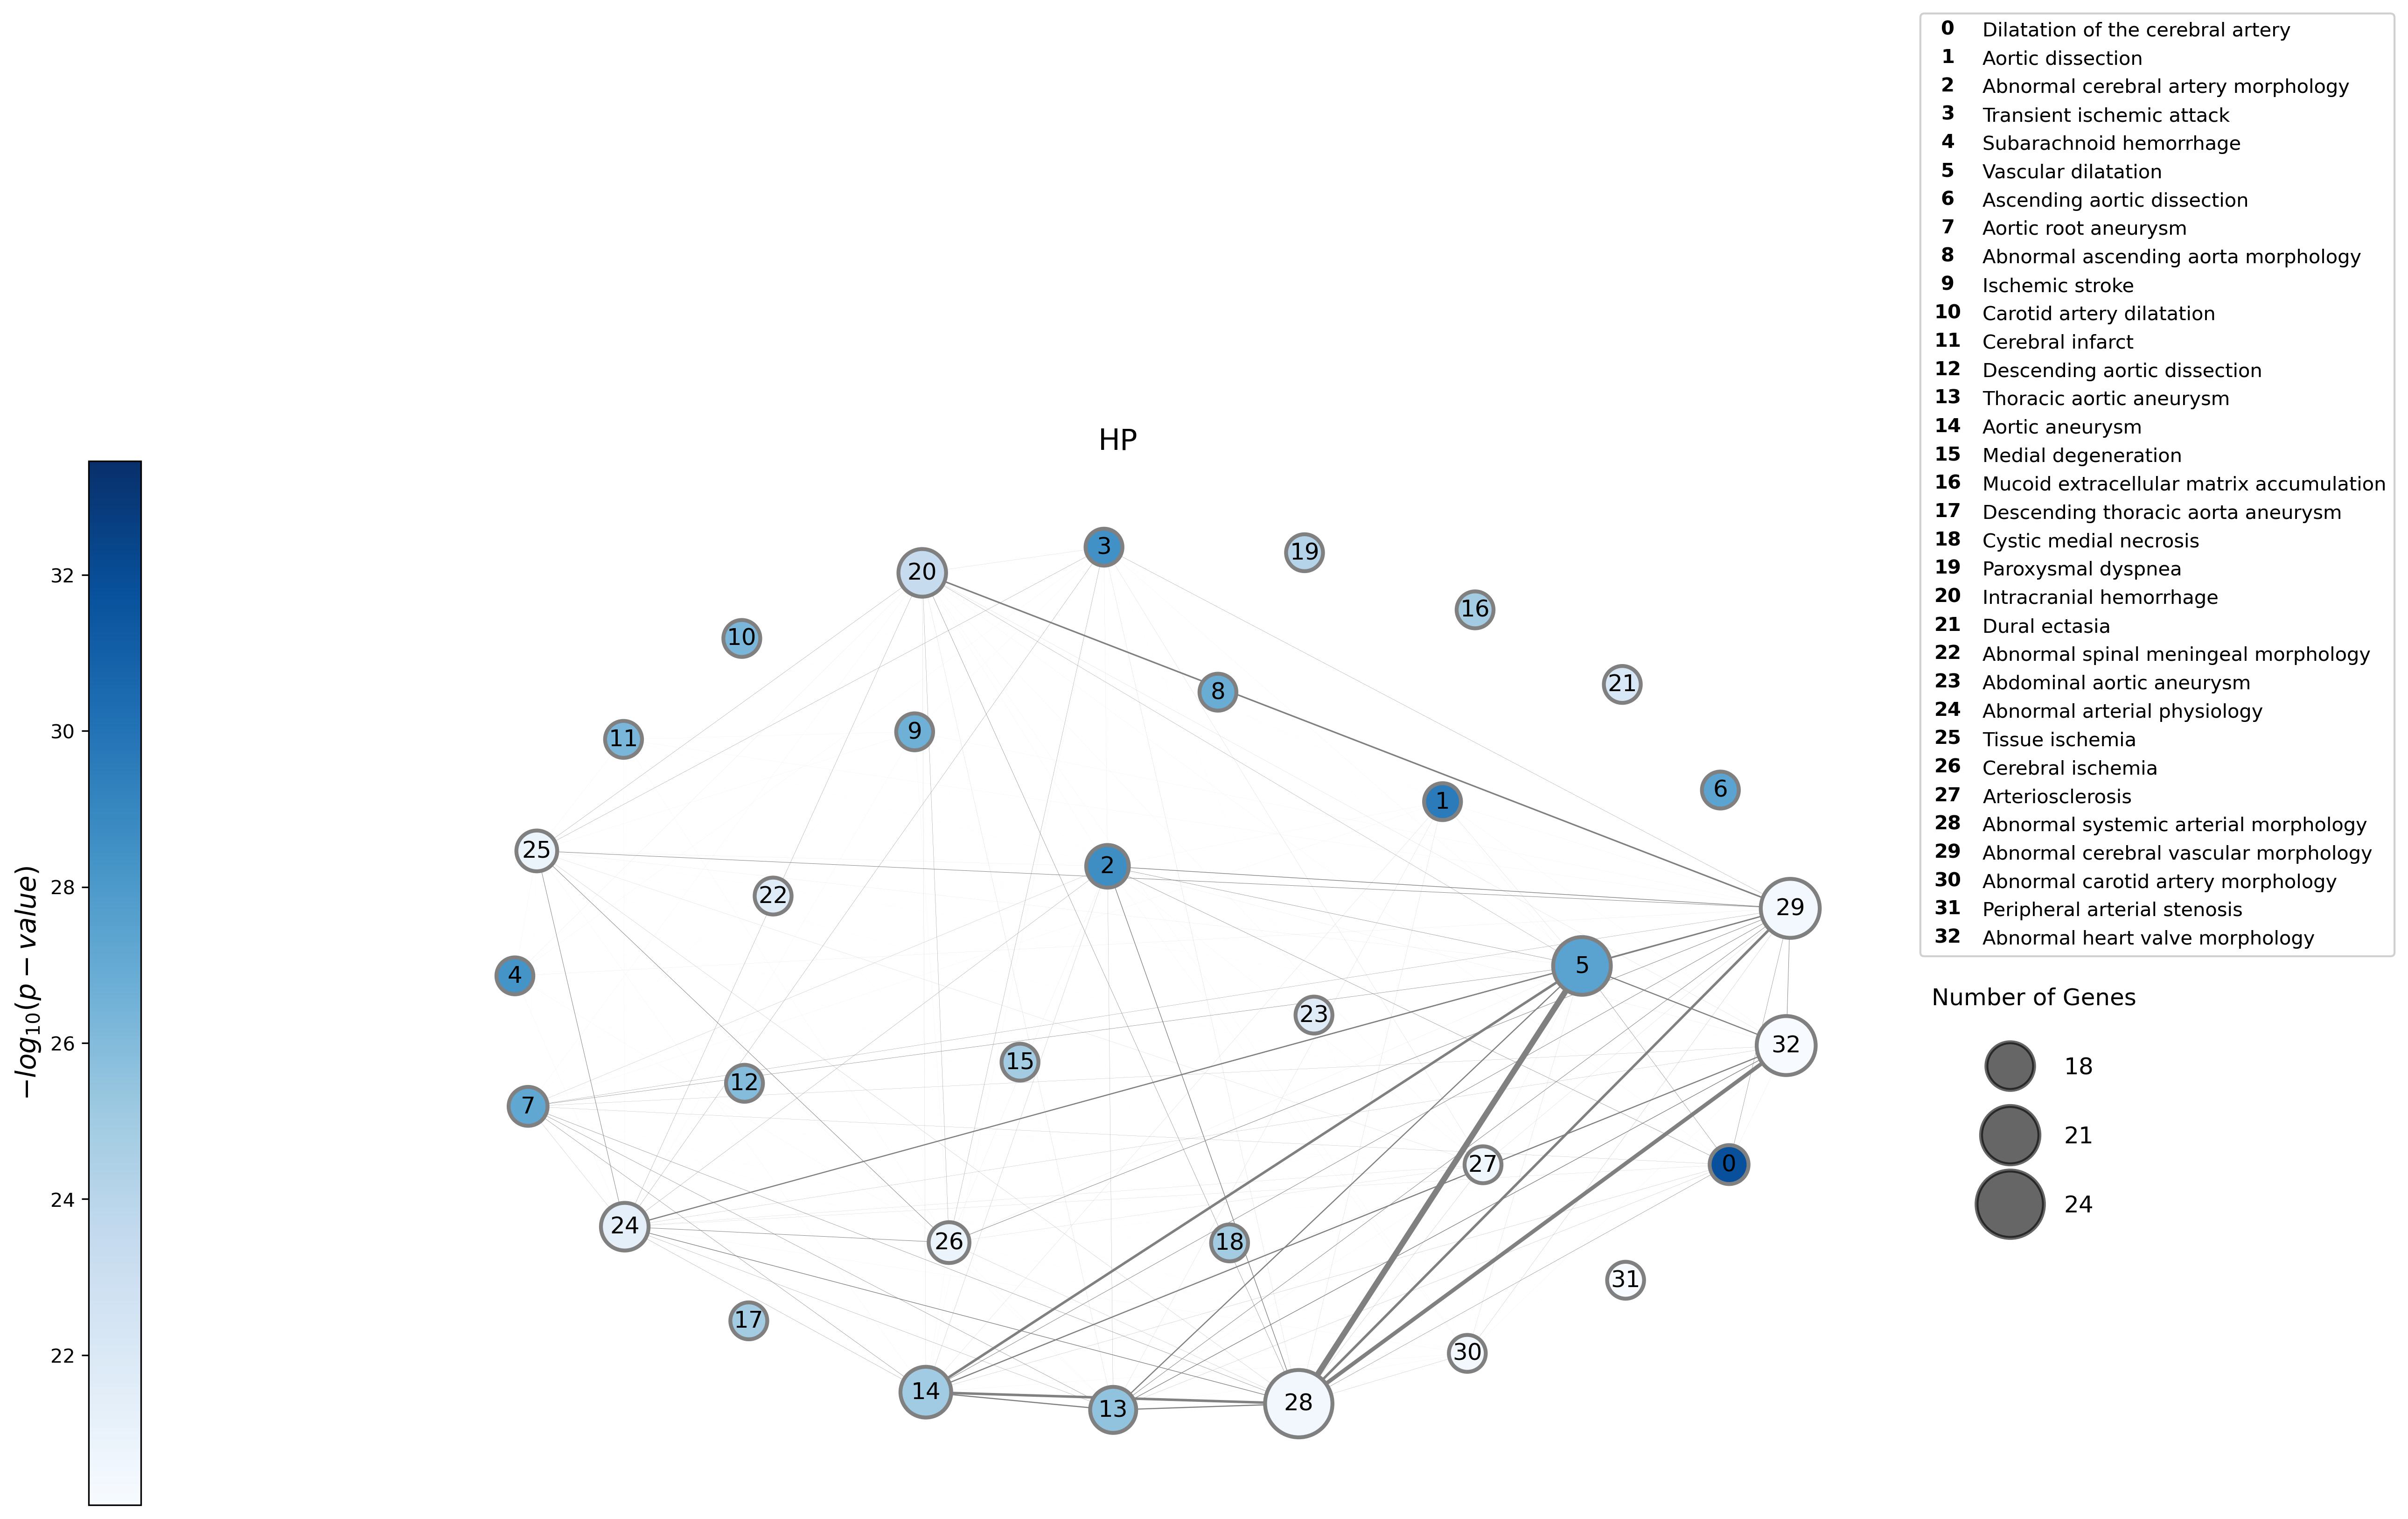 0 Dilatation of the cerebral artery
1 Aortic dissection
2 Abnormal cerebral artery morphology
3 Transient ischemic attack
4 Subarachnoid hemorrhage
5 Vascular dilatation
6 Ascending aortic dissection
7 Aortic root aneurysm
8 Abnormal ascending aorta morphology
9 Ischemic stroke
10 Carotid artery dilatation
11 Cerebral infarct
12 Descending aortic dissection
13 Thoracic aortic aneurysm
14 Aortic aneurysm
15 Medial degeneration
16 Mucoid extracellular matrix accumulation
17 Descending thoracic aorta aneurysm
18 Cystic medial necrosis
19 Paroxysmal dyspnea
20 Intracranial hemorrhage
21 Dural ectasia
22 Abnormal spinal meningeal morphology
23 Abdominal aortic aneurysm
24 Abnormal arterial physiology
25 Tissue ischemia
26 Cerebral ischemia
27 Arteriosclerosis
28 Abnormal systemic arterial morphology
29 Abnormal cerebral vascular morphology
30 Abnormal carotid artery morphology
31 Peripheral arterial stenosis
32 Abnormal heart valve morphology
Number of Genes
18
21
24
HP
−log₁₀(p − value)
32
30
28
26
24
22
3
19
20
16
10
21
8
9
11
6
1
25
2
22
29
5
4
23
32
15
12
7
27
0
24
26
18
31
17
30
14
28
13